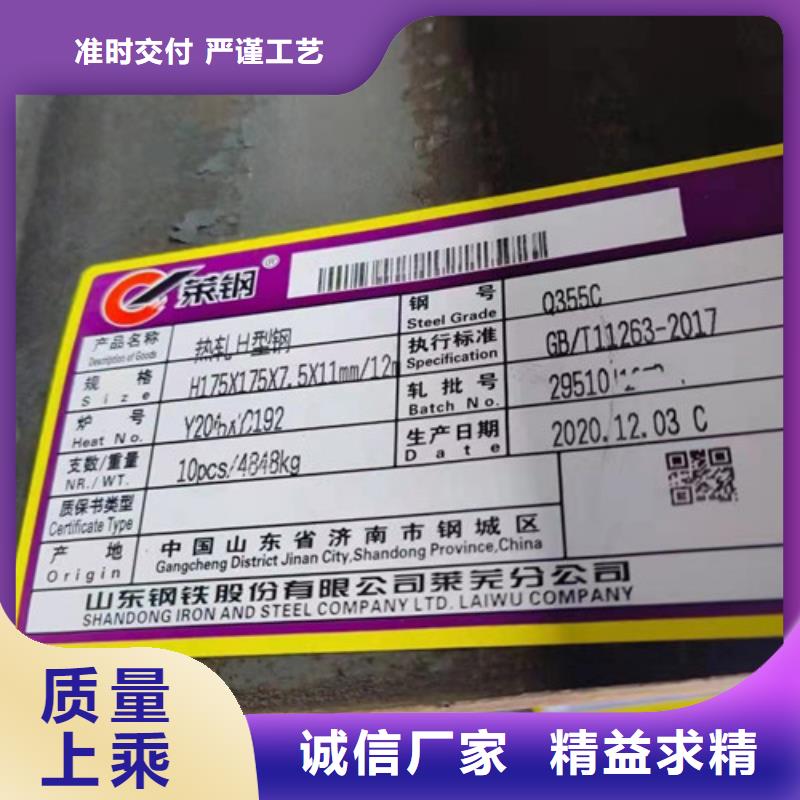 准时交付 严谨工艺
莱钢®
产品名称 热轧H型钢
Description of Goods
钢号 Q355C
Steel Grade
规格 H175X175X7.5X11mm/12m
Size
执行标准 GB/T11263-2017
Specification
炉号
Heat No.
轧批号
Batch No.
支数/重量 10pcs/4848kg
NR./WT.
生产日期 2020.12.03 C
Date
质保书类型
Certificate Type
产地 中国山东省济南市钢城区
Origin Gangcheng District Jinan City,Shandong Province,China
山东钢铁股份有限公司莱芜分公司
SHANDONG IRON AND STEEL COMPANY LTD. LAIWU COMPANY
质量
上乘
诚信厂家 精益求精